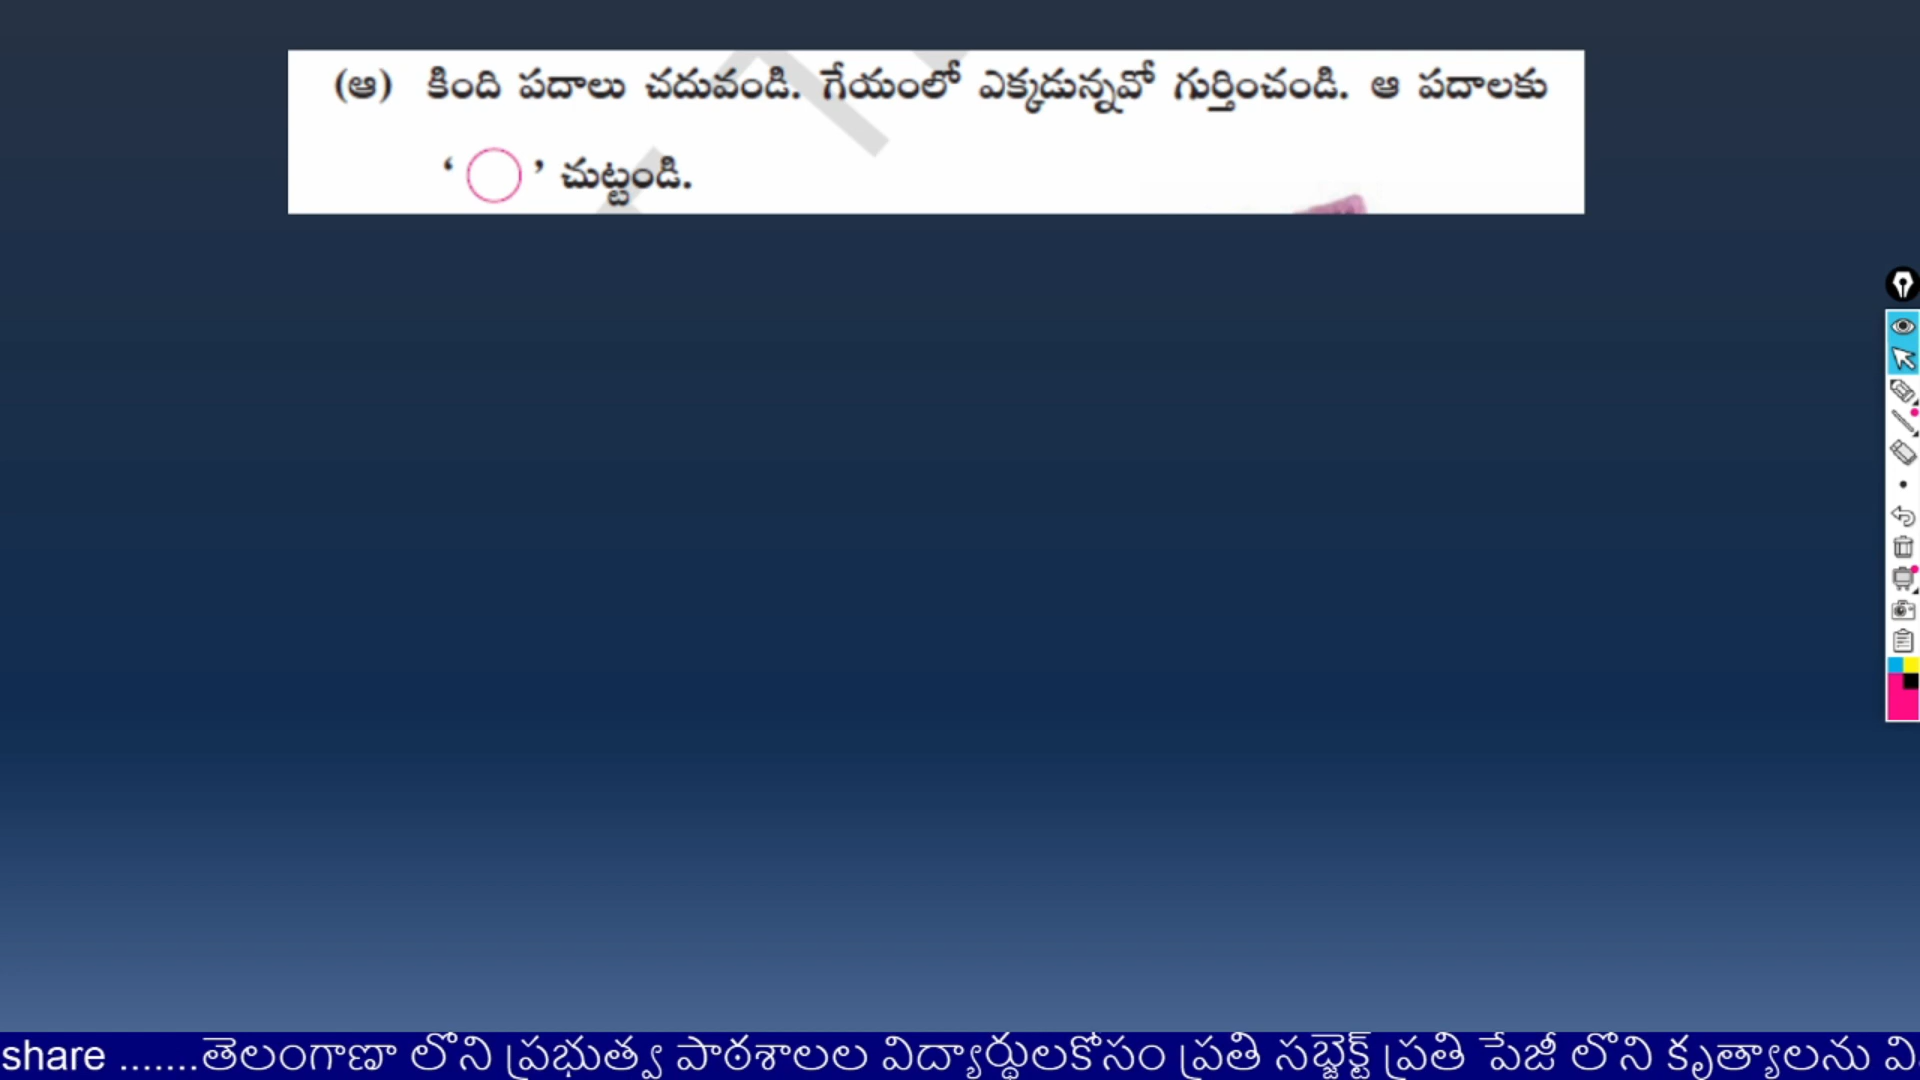 (ఆ) కింది పదాలు చదువండి. గేయంలో ఎక్కడున్నవో గుర్తించండి. ఆ పదాలకు
‘ ’ చుట్టండి.
share .......తెలంగాణా లోని ప్రభుత్వ పాఠశాలల విద్యార్థులకోసం ప్రతి సబ్జెక్ట్ ప్రతి పేజీ లోని కృత్యాలను వి